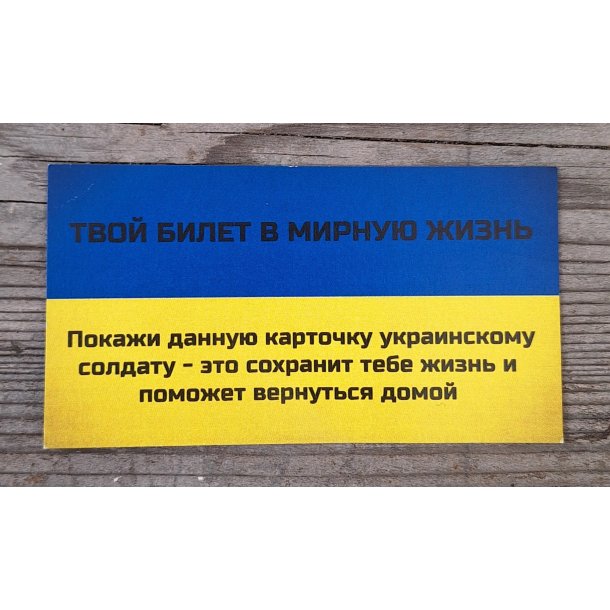 ТВОЙ БИЛЕТ В МИРНУЮ ЖИЗНЬ
Покажи данную карточку украинскому
солдату - это сохранит тебе жизнь и
поможет вернуться домой